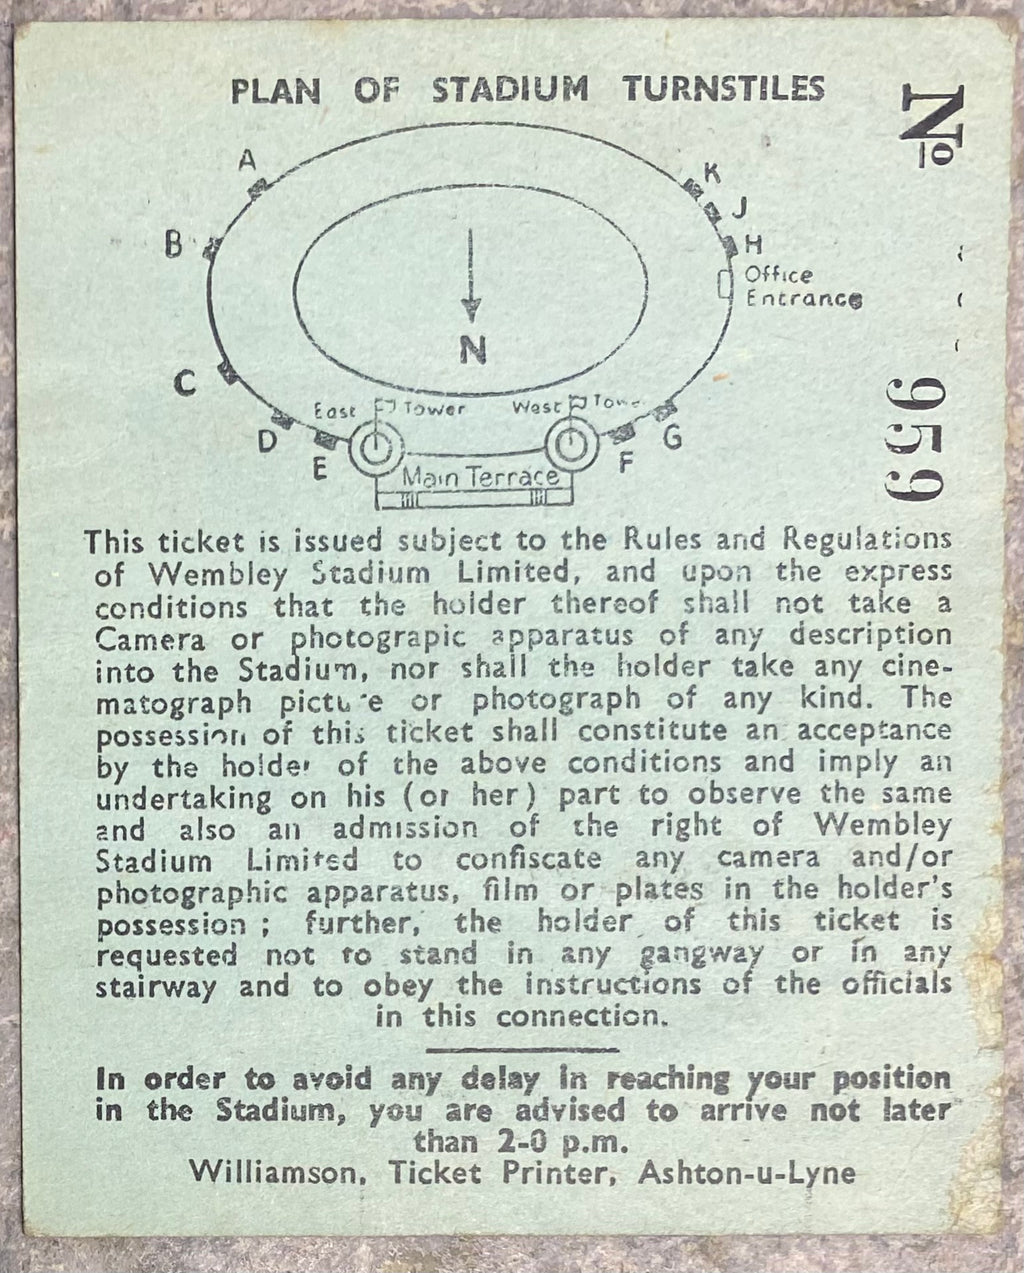 PLAN OF STADIUM TURNSTILES
No
959
A
K
J
B
H
Office
Entrance
N
C
East Tower
West
D
E
F
G
Main Terrace
This ticket is issued subject to the Rules and Regulations
of Wembley Stadium Limited, and upon the express
conditions that the holder thereof shall not take a
Camera or photograpic apparatus of any description
into the Stadium, nor shall the holder take any cine-
matograph picture or photograph of any kind. The
possession of this ticket shall constitute an acceptance
by the holder of the above conditions and imply an
undertaking on his (or her) part to observe the same
and also an admission of the right of Wembley
Stadium Limited to confiscate any camera and/or
photographic apparatus, film or plates in the holder's
possession ; further, the holder of this ticket is
requested not to stand in any gangway or in any
stairway and to obey the instructions of the officials
in this connection.
In order to avoid any delay in reaching your position
in the Stadium, you are advised to arrive not later
than 2-0 p.m.
Williamson, Ticket Printer, Ashton-u-Lyne